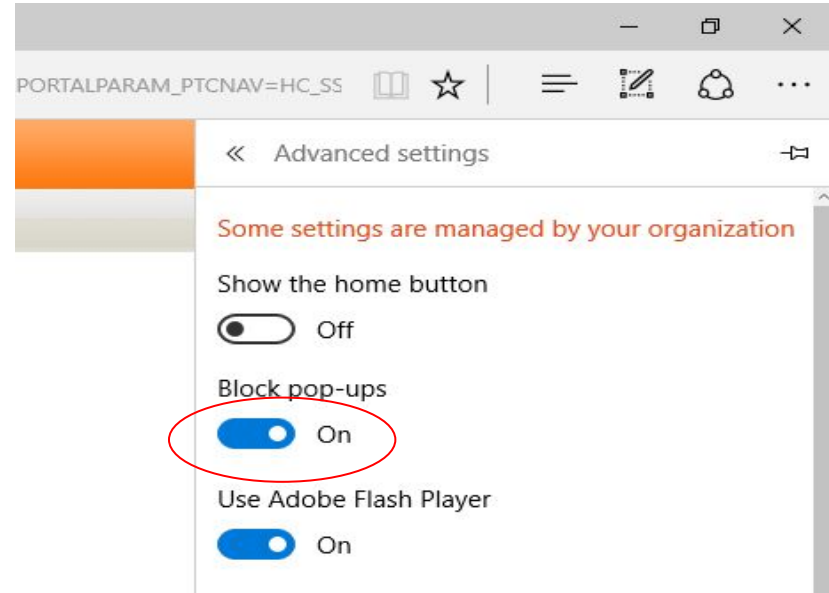 PORTALPARAM_PTCNAV=HC_SS
Advanced settings
Some settings are managed by your organization
Show the home button
Off
Block pop-ups
On
Use Adobe Flash Player
On